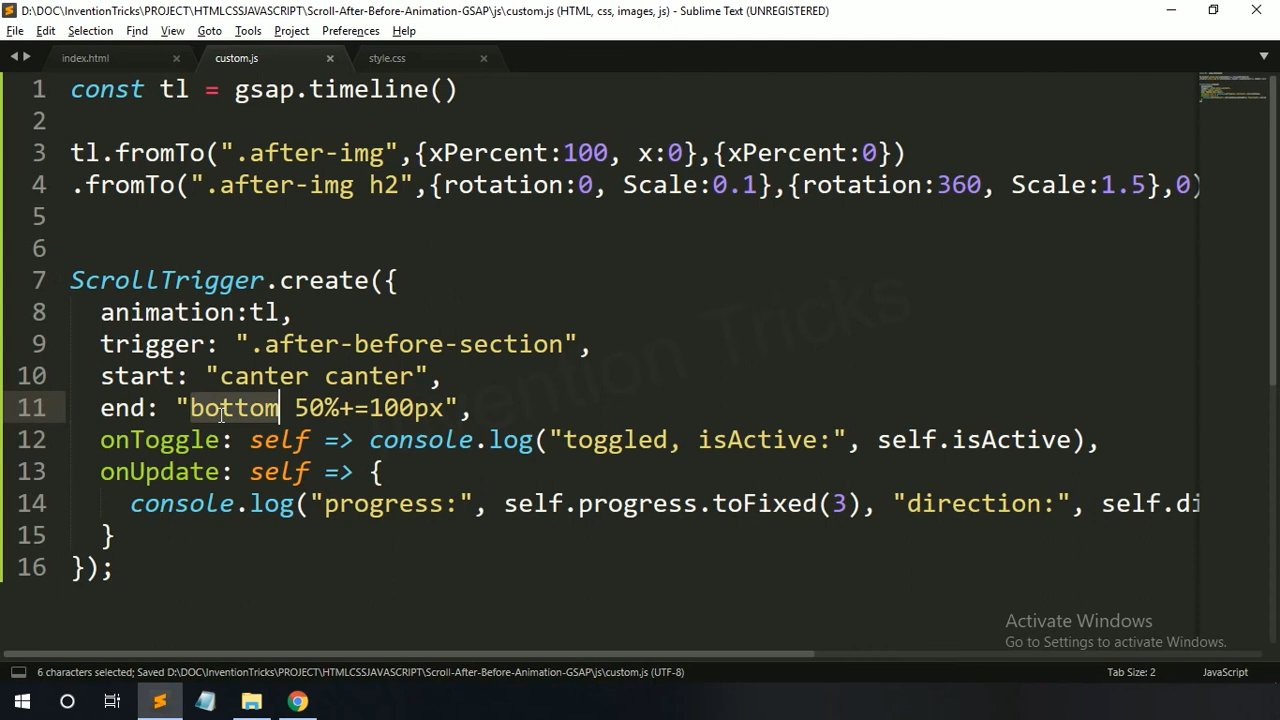 D:\DOC\InventionTricks\PROJECT\HTMLCSSJAVASCRIPT\Scroll-After-Before-Animation-GSAP\js\custom.js (HTML, css, images, js) - Sublime Text (UNREGISTERED)
File Edit Selection Find View Goto Tools Project Preferences Help
index.html custom.js style.css
1 const tl = gsap.timeline()
2
3 tl.fromTo(".after-img",{xPercent:100, x:0},{xPercent:0})
4 .fromTo(".after-img h2",{rotation:0, Scale:0.1},{rotation:360, Scale:1.5},0)
5
6
7 ScrollTrigger.create({
8 animation:tl,
9 trigger: ".after-before-section",
10 start: "canter canter",
11 end: "bottom 50%+=100px",
12 onToggle: self => console.log("toggled, isActive:", self.isActive),
13 onUpdate: self => {
14 console.log("progress:", self.progress.toFixed(3), "direction:", self.di
15 }
16 });
Invention Tricks
Activate Windows
Go to Settings to activate Windows.
6 characters selected; Saved D:\DOC\InventionTricks\PROJECT\HTMLCSSJAVASCRIPT\Scroll-After-Before-Animation-GSAP\js\custom.js (UTF-8) Tab Size: 2 JavaScript